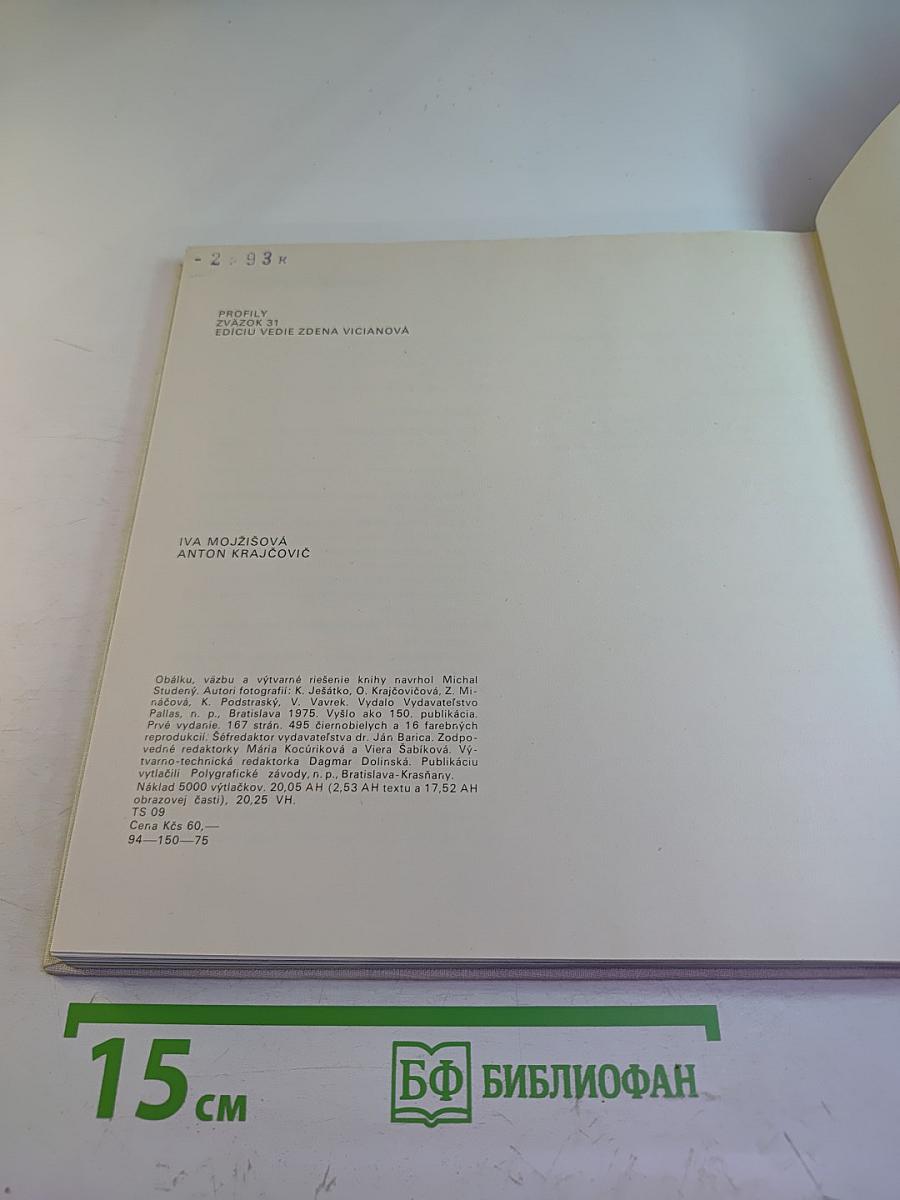 PROFILY
ZVÄZOK 31
EDÍCIU VEDIE ZDENA VICIANOVÁ
IVA MOJŽIŠOVÁ
ANTON KRAJČOVIČ
Obálku, väzbu a výtvarné riešenie knihy navrhol Michal
Studený. Autori fotografií: K. Ješátko, O. Krajčovičová, Z. Mi-
náčová, K. Podstraský, V. Vavrek. Vydalo Vydavateľstvo
Pallas, n. p., Bratislava 1975. Vyšlo ako 150. publikácia.
Prvé vydanie. 167 strán. 495 čiernobielych a 16 farebných
reprodukcií. Šéfredaktor vydavateľstva dr. Ján Barica. Zodpo-
vedné redaktorky Mária Kocúriková a Viera Šabíková. Vý-
tvarno-technická redaktorka Dagmar Dolinská. Publikáciu
vytlačili Polygrafické závody, n. p., Bratislava-Krasňany.
Náklad 5000 výtlačkov. 20,05 AH (2,53 AH textu a 17,52 AH
obrazovej časti), 20,25 VH.
TS 09
Cena Kčs 60,—
94—150—75
15 см
БФ БИБЛИОФАН